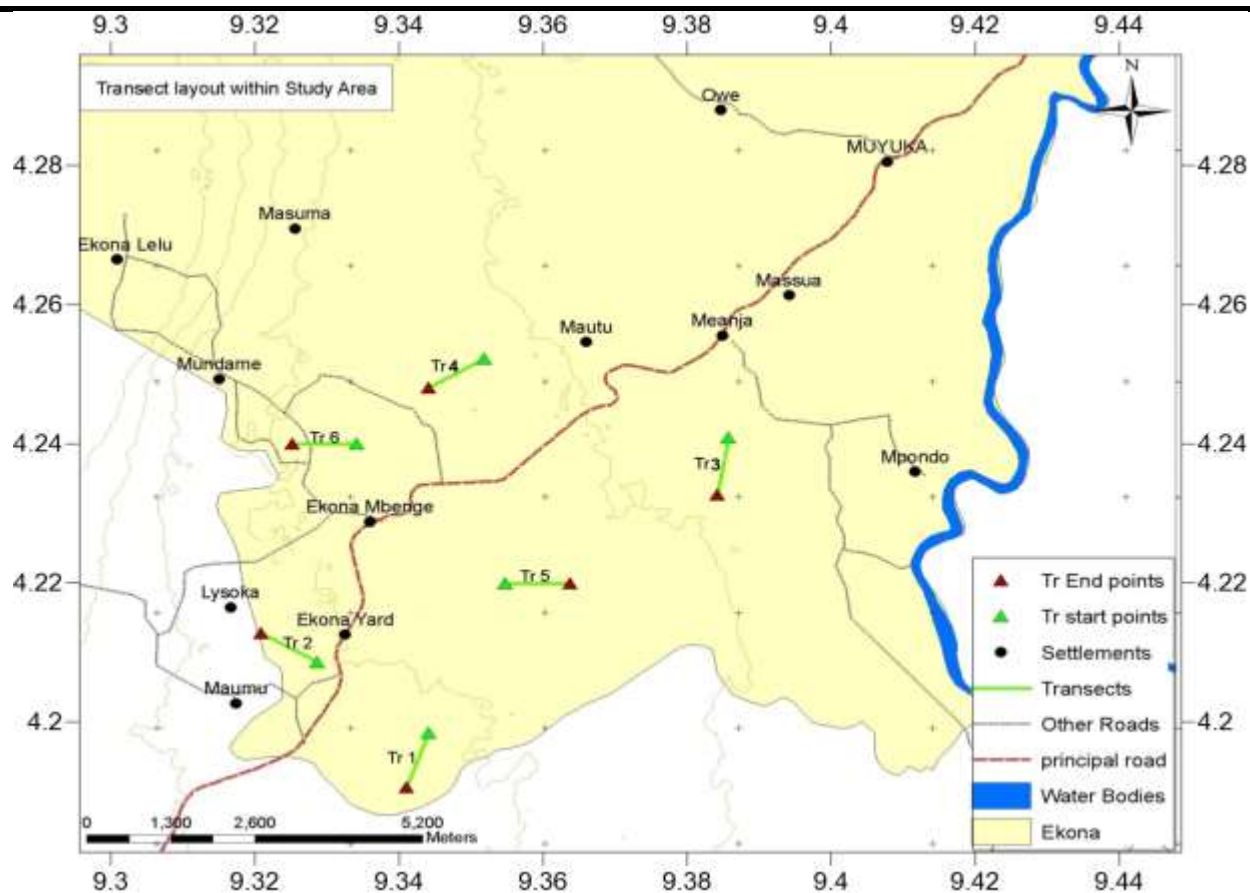 9.3 9.32 9.34 9.36 9.38 9.4 9.42 9.44
Transect layout within Study Area
N
Owe
MUYUKA
4.28 4.28
Masuma
Ekona Lelu
Massua
4.26 4.26
Meanja
Mautu
Mundame
Tr 4
4.24 4.24
Tr 6
Tr 3
Mpondo
Ekona Mbenge
4.22 4.22
Tr 5
Lysoka
Ekona Yard
Tr 2
Maumu
4.2 4.2
Tr 1
Tr End points
Tr start points
Settlements
Transects
Other Roads
principal road
Water Bodies
Ekona
0 1,300 2,600 5,200
Meters
9.3 9.32 9.34 9.36 9.38 9.4 9.42 9.44